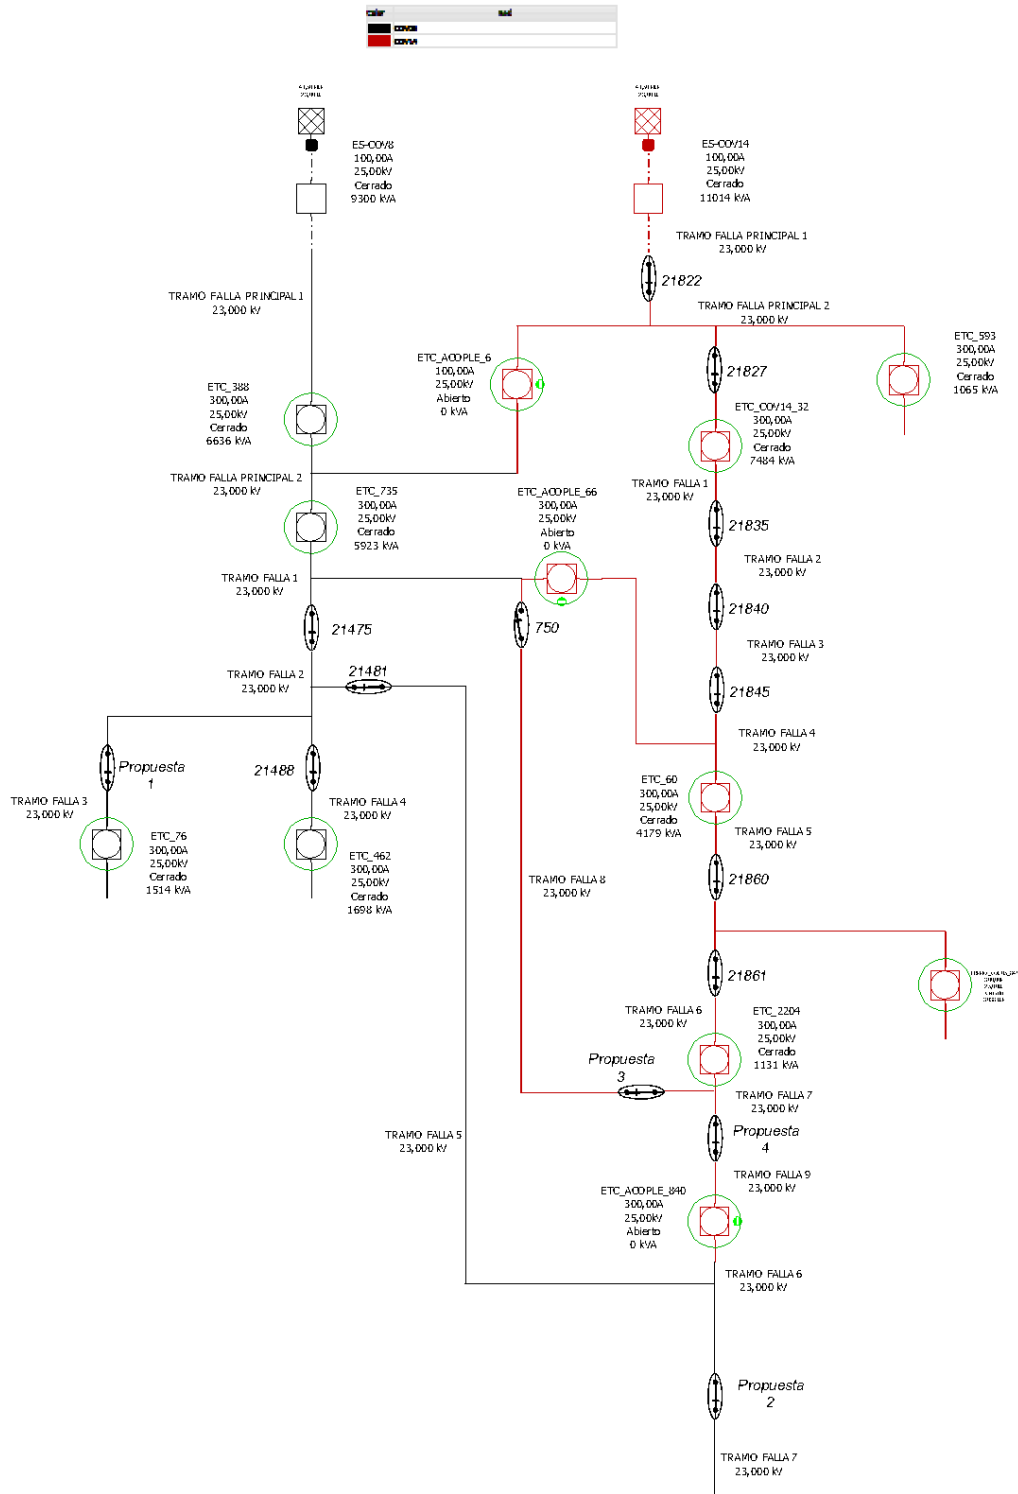 color
red
COV08
COV14
ES-COV8
100,00A
25,00kV
Cerrado
9300 kVA
ES-COV14
100,00A
25,00kV
Cerrado
11014 kVA
TRAMO FALLA PRINCIPAL 1
23,000 kV
21822
TRAMO FALLA PRINCIPAL 1
23,000 kV
TRAMO FALLA PRINCIPAL 2
23,000 kV
ETC_593
300,00A
25,00kV
Cerrado
1065 kVA
ETC_ACOPLE_6
100,00A
25,00kV
Abierto
0 kVA
21827
ETC_388
300,00A
25,00kV
Cerrado
6636 kVA
ETC_COV14_32
300,00A
25,00kV
Cerrado
7484 kVA
TRAMO FALLA PRINCIPAL 2
23,000 kV
TRAMO FALLA 1
23,000 kV
ETC_735
300,00A
25,00kV
Cerrado
5923 kVA
ETC_ACOPLE_66
300,00A
25,00kV
Abierto
0 kVA
21835
TRAMO FALLA 2
23,000 kV
TRAMO FALLA 1
23,000 kV
21840
21475
750
TRAMO FALLA 3
23,000 kV
TRAMO FALLA 2
23,000 kV
21481
21845
TRAMO FALLA 4
23,000 kV
Propuesta
1
21488
ETC_60
300,00A
25,00kV
Cerrado
4179 kVA
TRAMO FALLA 3
23,000 kV
TRAMO FALLA 4
23,000 kV
TRAMO FALLA 5
23,000 kV
ETC_76
300,00A
25,00kV
Cerrado
1514 kVA
ETC_462
300,00A
25,00kV
Cerrado
1698 kVA
TRAMO FALLA 8
23,000 kV
21860
21861
Cerrado
TRAMO FALLA 6
23,000 kV
ETC_2204
300,00A
25,00kV
Cerrado
1131 kVA
Propuesta
3
TRAMO FALLA 7
23,000 kV
TRAMO FALLA 5
23,000 kV
Propuesta
4
TRAMO FALLA 9
23,000 kV
ETC_ACOPLE_840
300,00A
25,00kV
Abierto
0 kVA
TRAMO FALLA 6
23,000 kV
Propuesta
2
TRAMO FALLA 7
23,000 kV